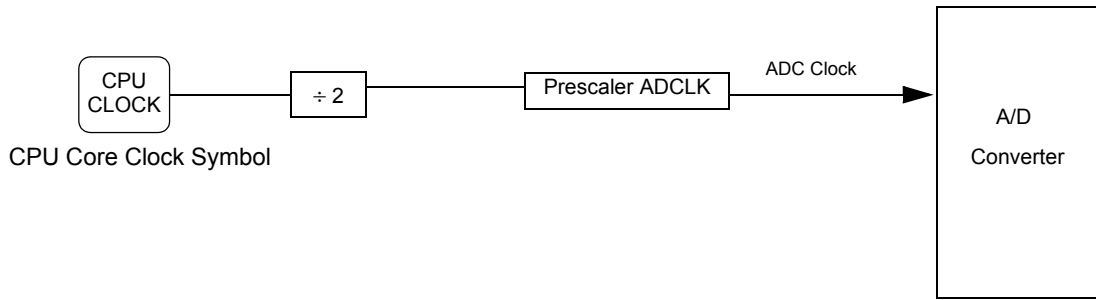 CPU
CLOCK
÷ 2
Prescaler ADCLK
ADC Clock
A/D
Converter
CPU Core Clock Symbol